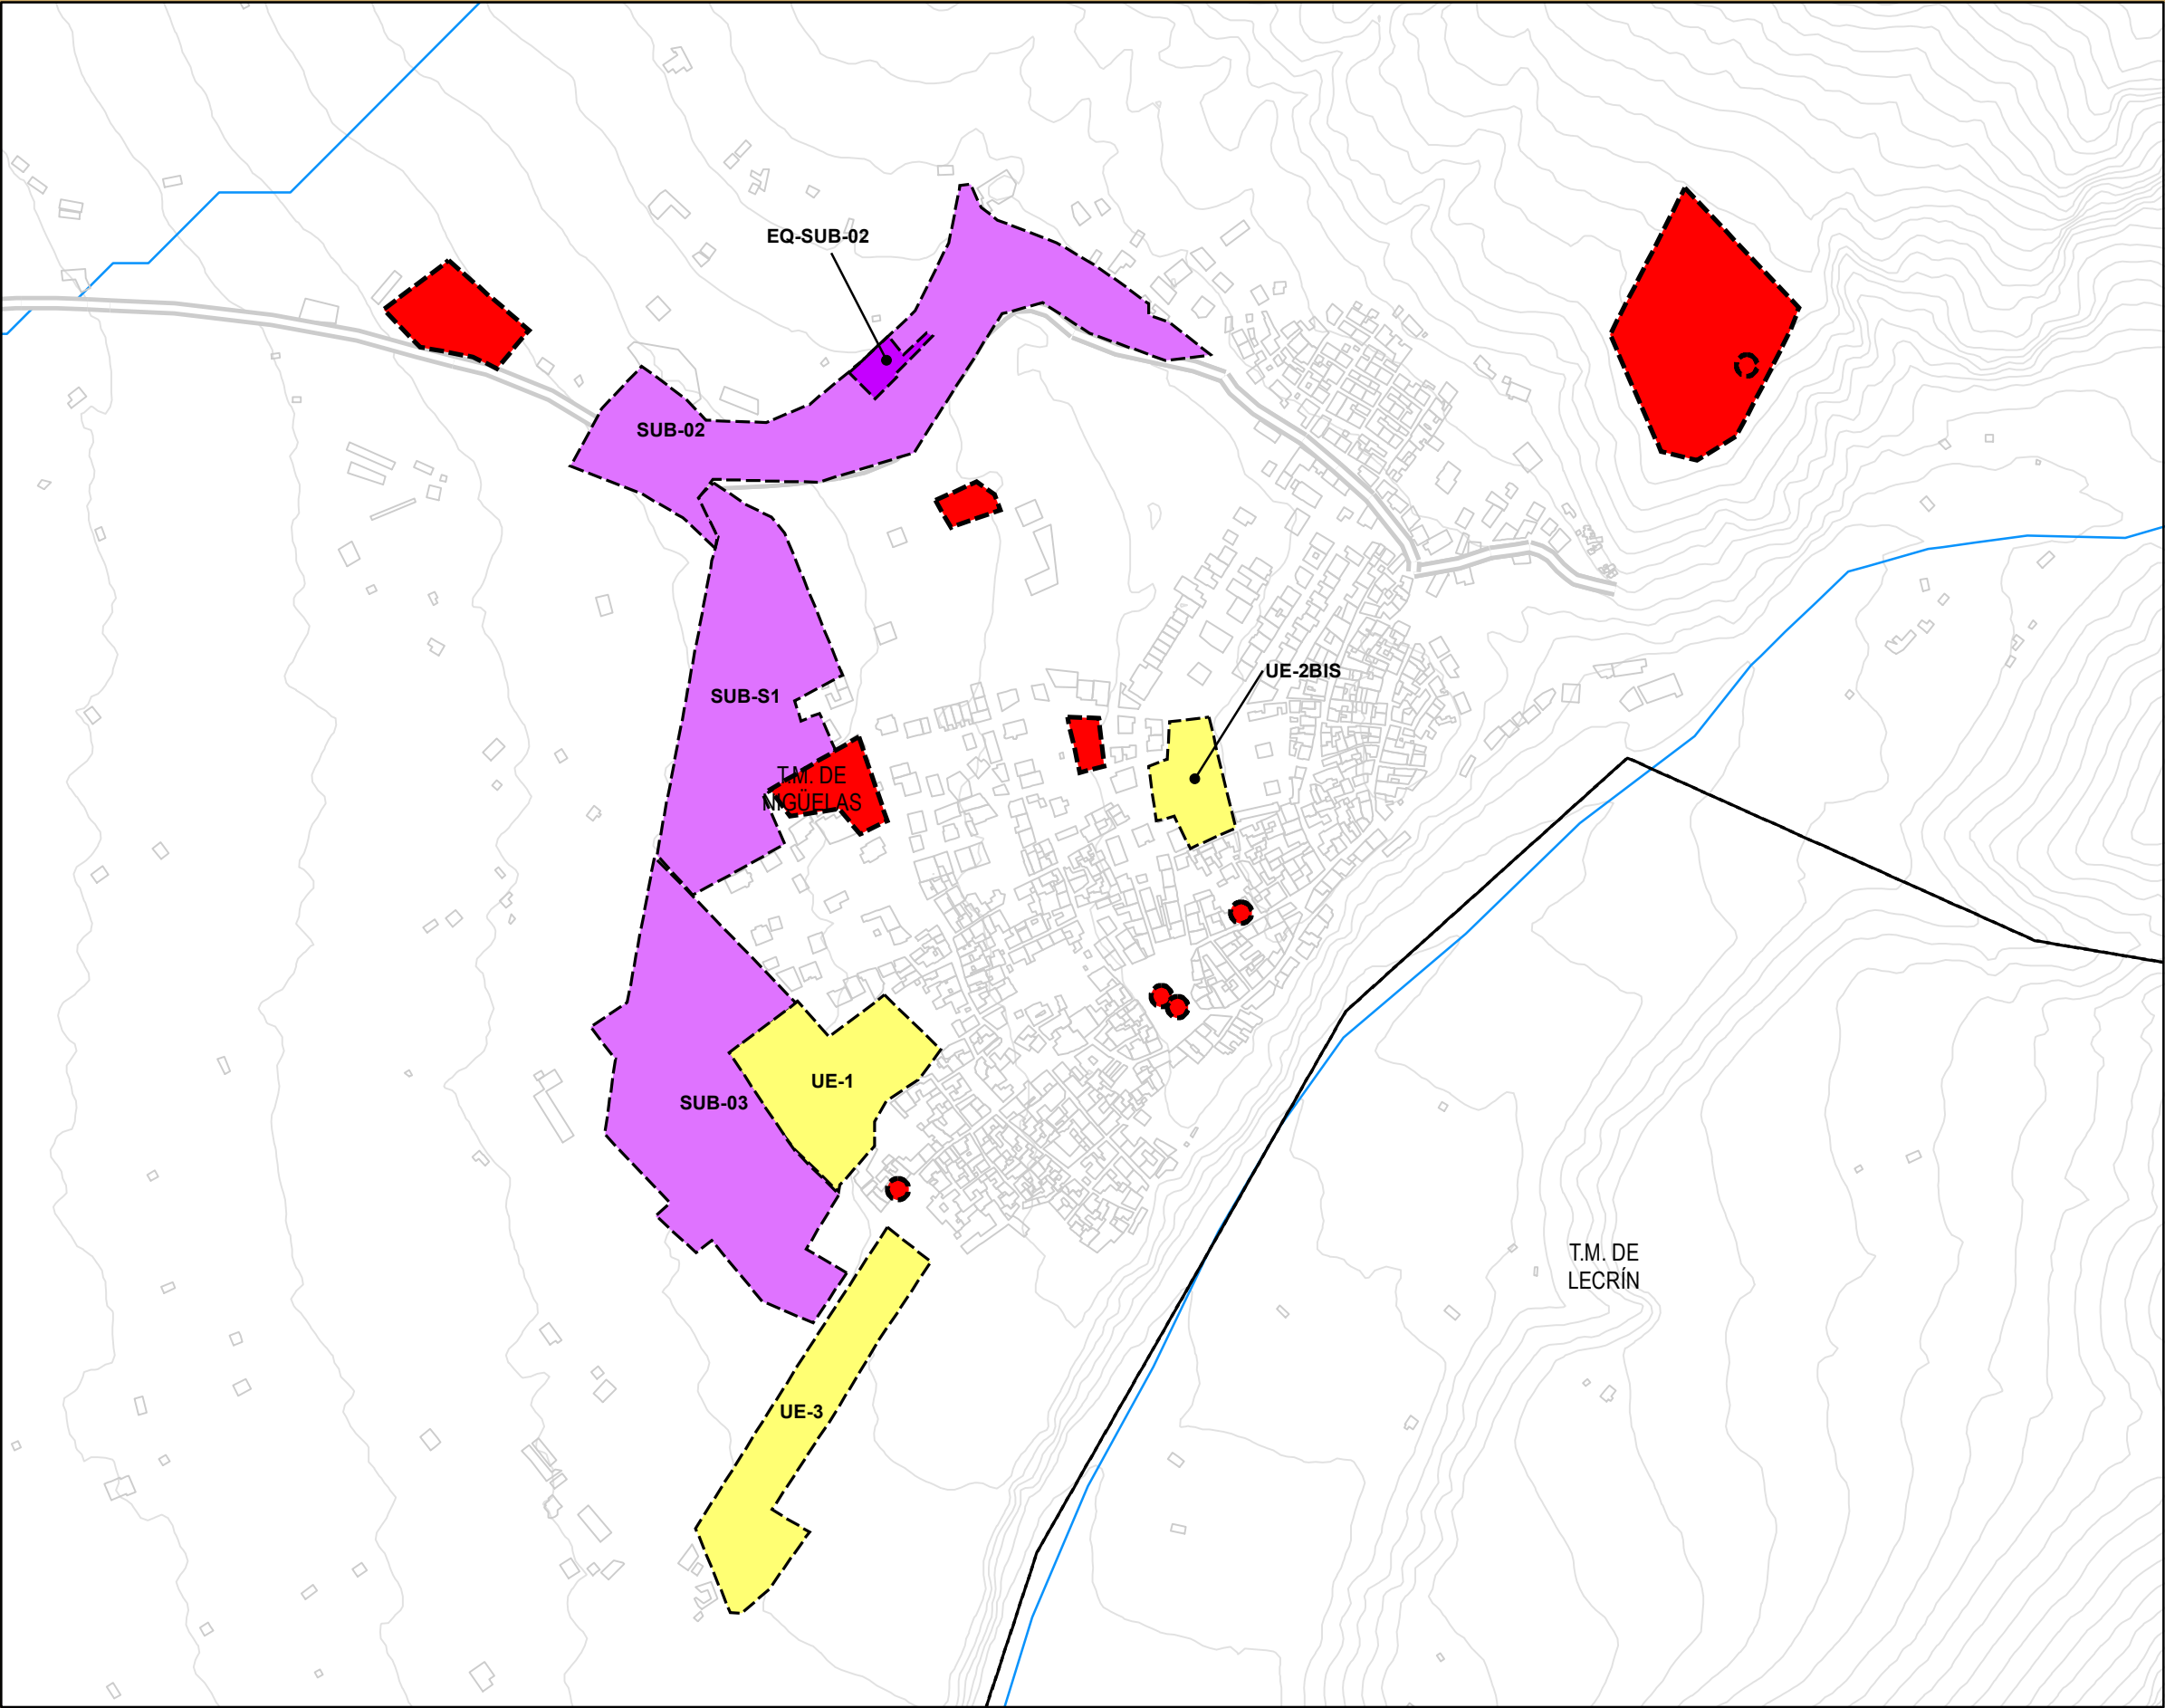 EQ-SUB-02
SUB-02
UE-2BIS
SUB-S1
T.M. DE
NIGÜELAS
UE-1
SUB-03
T.M. DE
LECRÍN
UE-3